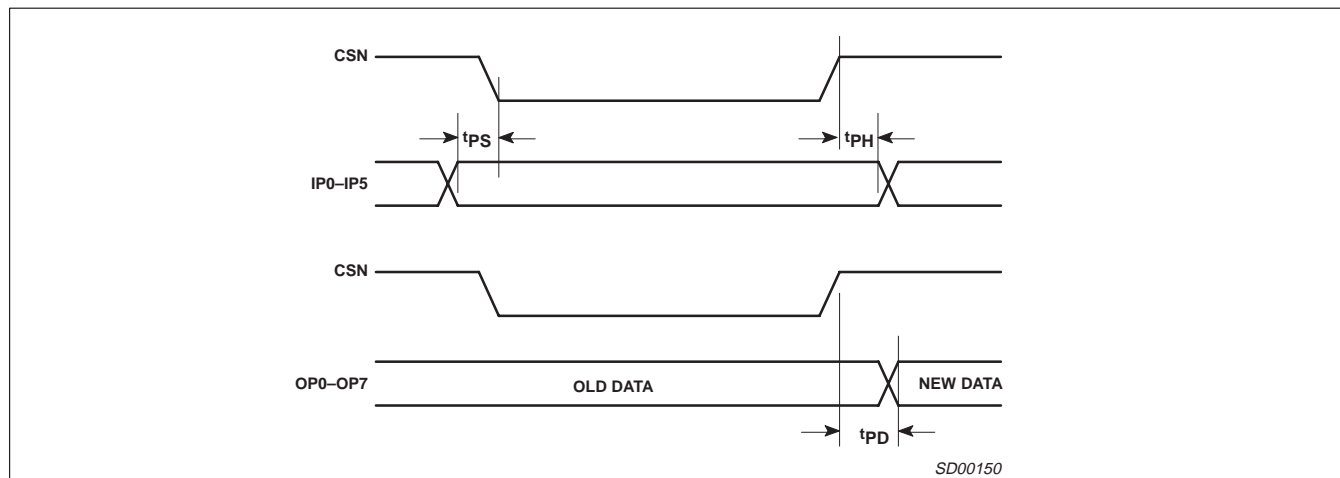 CSN
tPS
tPH
IP0–IP5
CSN
OP0–OP7
OLD DATA
NEW DATA
tPD
SD00150